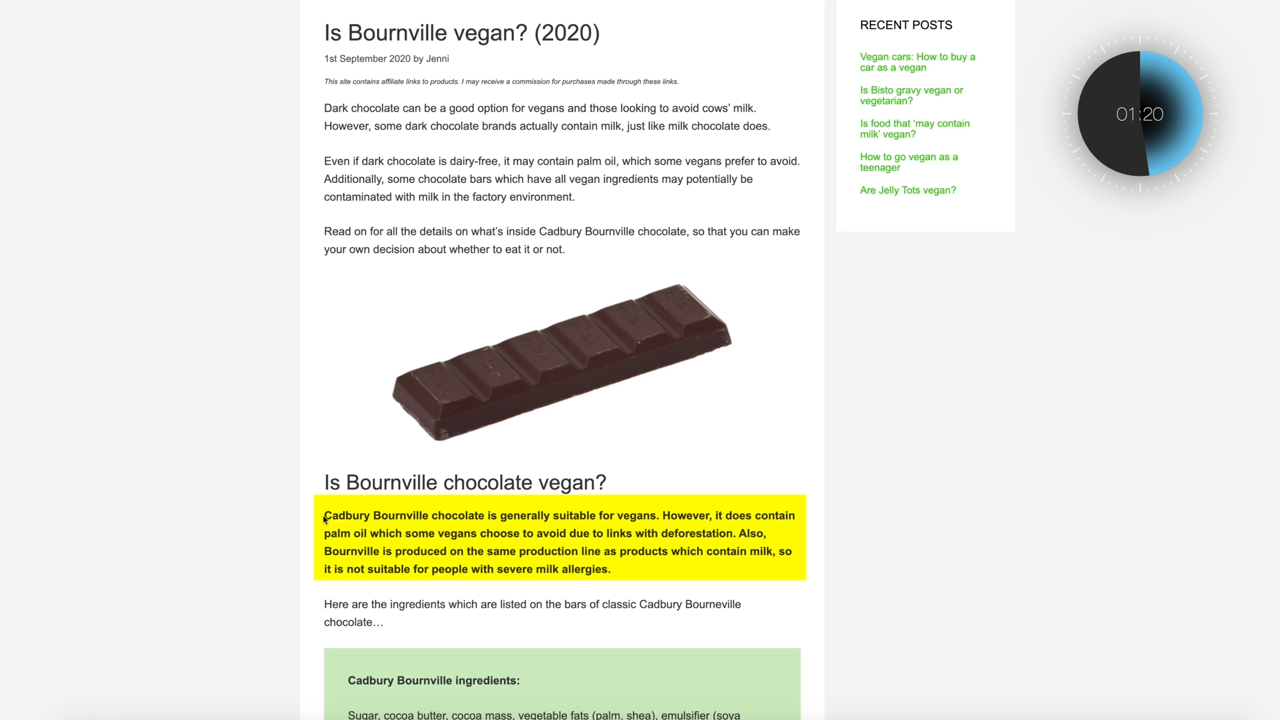 Is Bournville vegan? (2020)
1st September 2020 by Jenni
This site contains affiliate links to products. I may receive a commission for purchases made through these links.
Dark chocolate can be a good option for vegans and those looking to avoid cows’ milk.
However, some dark chocolate brands actually contain milk, just like milk chocolate does.
Even if dark chocolate is dairy-free, it may contain palm oil, which some vegans prefer to avoid.
Additionally, some chocolate bars which have all vegan ingredients may potentially be
contaminated with milk in the factory environment.
Read on for all the details on what’s inside Cadbury Bournville chocolate, so that you can make
your own decision about whether to eat it or not.
Is Bournville chocolate vegan?
Cadbury Bournville chocolate is generally suitable for vegans. However, it does contain
palm oil which some vegans choose to avoid due to links with deforestation. Also,
Bournville is produced on the same production line as products which contain milk, so
it is not suitable for people with severe milk allergies.
Here are the ingredients which are listed on the bars of classic Cadbury Bourneville
chocolate…
Cadbury Bournville ingredients:
Sugar, cocoa butter, cocoa mass, vegetable fats (palm, shea), emulsifier (soya
RECENT POSTS
Vegan cars: How to buy a
car as a vegan
Is Bisto gravy vegan or
vegetarian?
Is food that ‘may contain
milk’ vegan?
How to go vegan as a
teenager
Are Jelly Tots vegan?
01:20